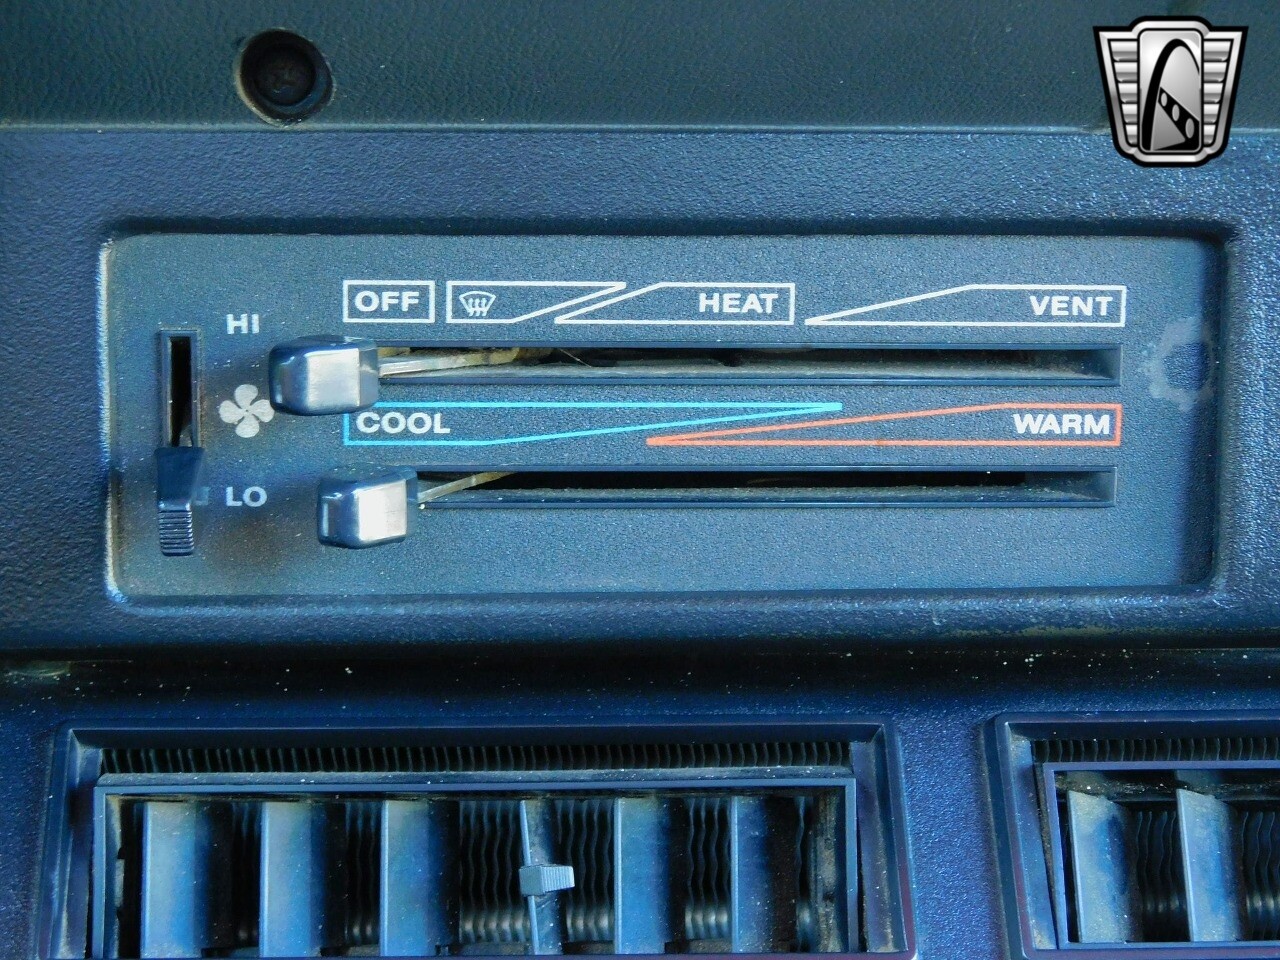 OFF HEAT VENT
HI
COOL WARM
LO